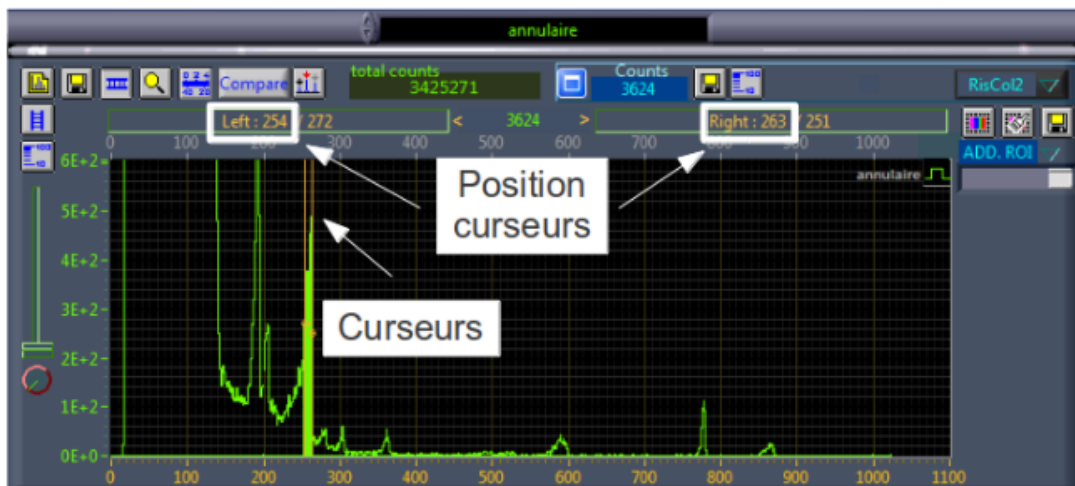 annulaire
Compare
total counts
3425271
Counts
3624
RisCol2
Left : 254 / 272
< 3624 >
Right : 263 / 251
0 100 200 300 400 500 600 700 800 900 1000
ADD. ROI
annulaire
6E+2
5E+2
4E+2
3E+2
2E+2
1E+2
0E+0
Position
curseurs
Curseurs
0 100 200 300 400 500 600 700 800 900 1000 1100